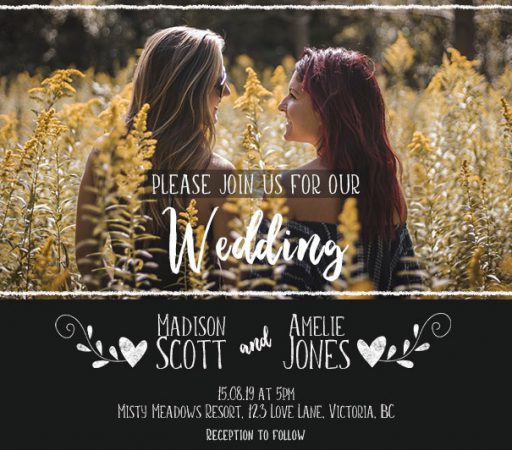 PLEASE JOIN US FOR OUR
Wedding
MADISON SCOTT and AMELIE JONES
15.08.19 AT 5PM
MISTY MEADOWS RESORT, 123 LOVE LANE, VICTORIA, BC
RECEPTION TO FOLLOW